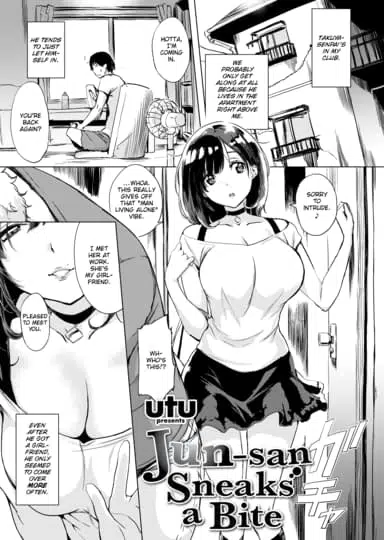 TAKUMI-
SENPAI'S
IN MY
CLUB.
WE
PROBABLY
ONLY GET
ALONG AT ALL
BECAUSE HE
LIVES IN THE
APARTMENT
RIGHT
ABOVE ME.
HOTTA,
I'M
COMING
IN.
HE TENDS
TO JUST
LET HIM-
SELF IN.
YOU'RE
BACK
AGAIN?
SORRY
TO
INTRUDE.
♪
...WHOA.
THIS REALLY
GIVES OFF
THAT "MAN
LIVING ALONE"
VIBE.
I MET
HER AT
WORK.
SHE'S MY
GIRL-
FRIEND.
PLEASED
TO MEET
YOU.
WH-
WHO'S
THIS!?
EVEN
AFTER
HE GOT
A GIRL-
FRIEND,
HE ONLY
SEEMED
TO COME
OVER
MORE
OFTEN.
ガチャ
utu
presents
Jun-san
Sneaks
a Bite